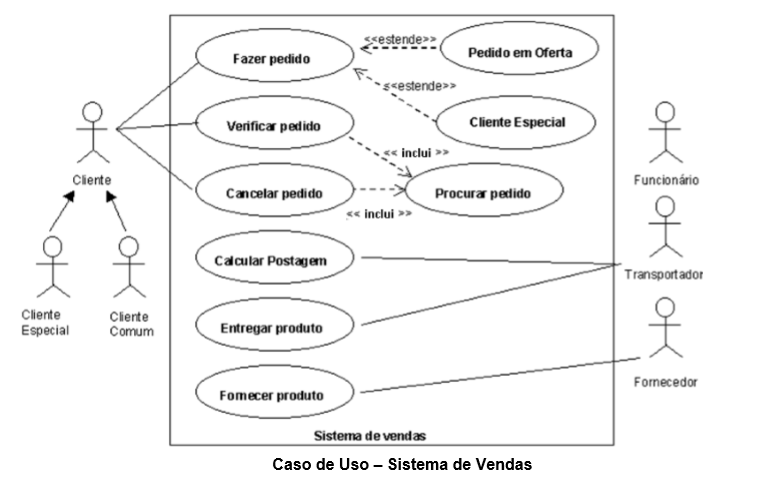 <<estende>>
Fazer pedido
Pedido em Oferta
<<estende>>
Verificar pedido
Cliente Especial
<< inclui >>
Cliente
Cancelar pedido
Procurar pedido
Funcionário
<< inclui >>
Calcular Postagem
Transportador
Cliente
Especial
Cliente
Comum
Entregar produto
Fornecer produto
Fornecedor
Sistema de vendas
Caso de Uso – Sistema de Vendas